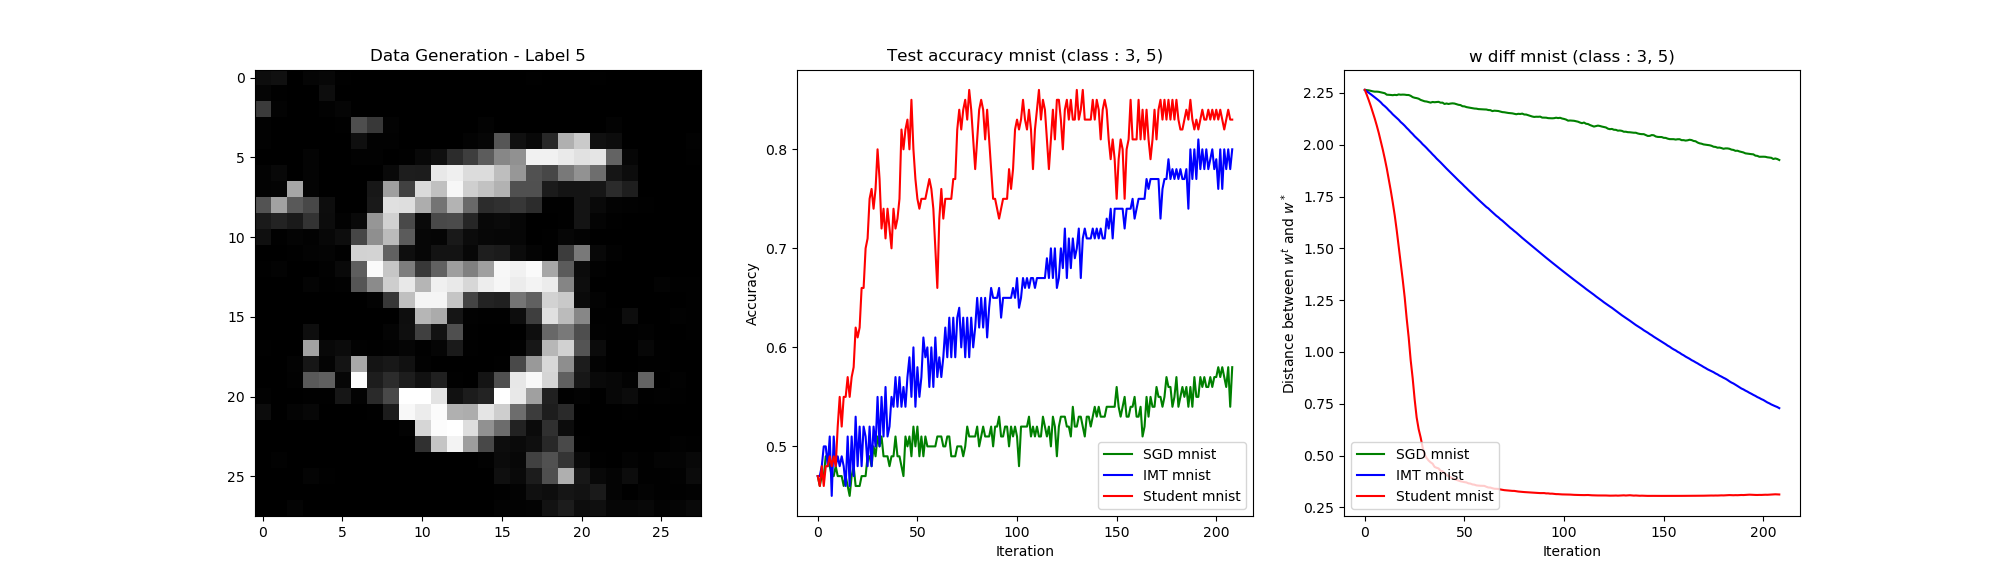 Data Generation - Label 5
0
5
10
15
20
25
0 5 10 15 20 25
Test accuracy mnist (class : 3, 5)
Accuracy
0.8
0.7
0.6
0.5
0 50 100 150 200
Iteration
SGD mnist
IMT mnist
Student mnist
w diff mnist (class : 3, 5)
Distance between w^t and w^*
2.25
2.00
1.75
1.50
1.25
1.00
0.75
0.50
0.25
0 50 100 150 200
Iteration
SGD mnist
IMT mnist
Student mnist